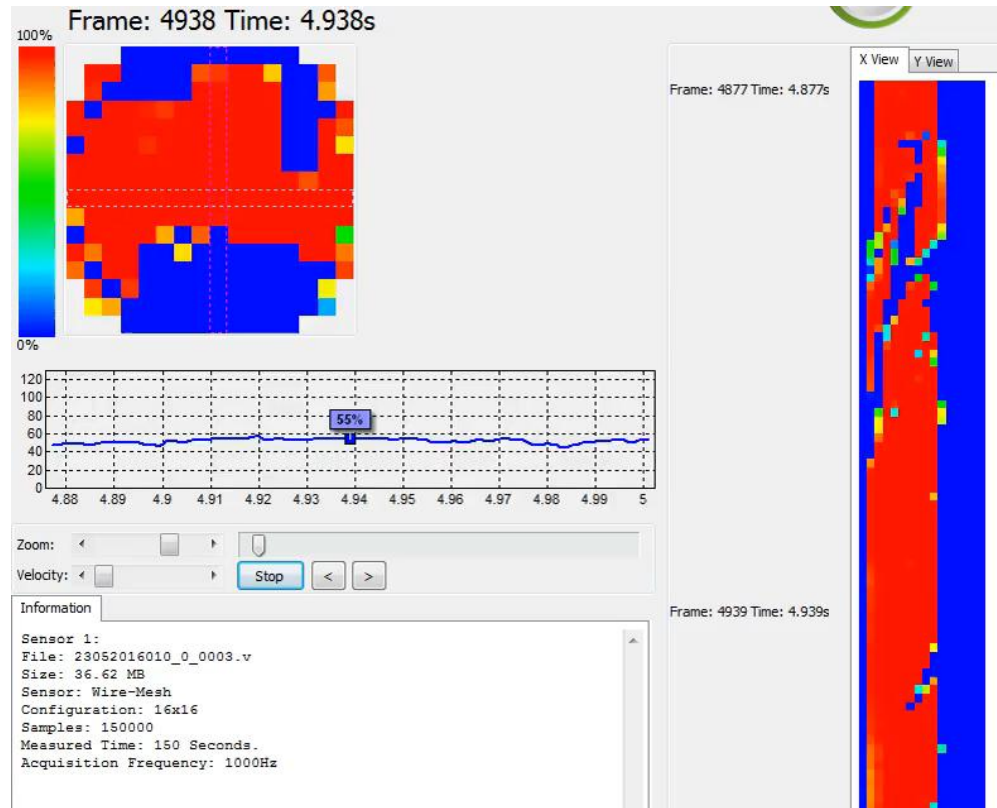 Frame: 4938 Time: 4.938s
100%
0%
X View Y View
Frame: 4877 Time: 4.877s
120
100
80
60
40
20
0
55%
4.88 4.89 4.9 4.91 4.92 4.93 4.94 4.95 4.96 4.97 4.98 4.99 5
Zoom:
Velocity:
Stop < >
Information
Frame: 4939 Time: 4.939s
Sensor 1:
File: 23052016010_0_0003.v
Size: 36.62 MB
Sensor: Wire-Mesh
Configuration: 16x16
Samples: 150000
Measured Time: 150 Seconds.
Acquisition Frequency: 1000Hz